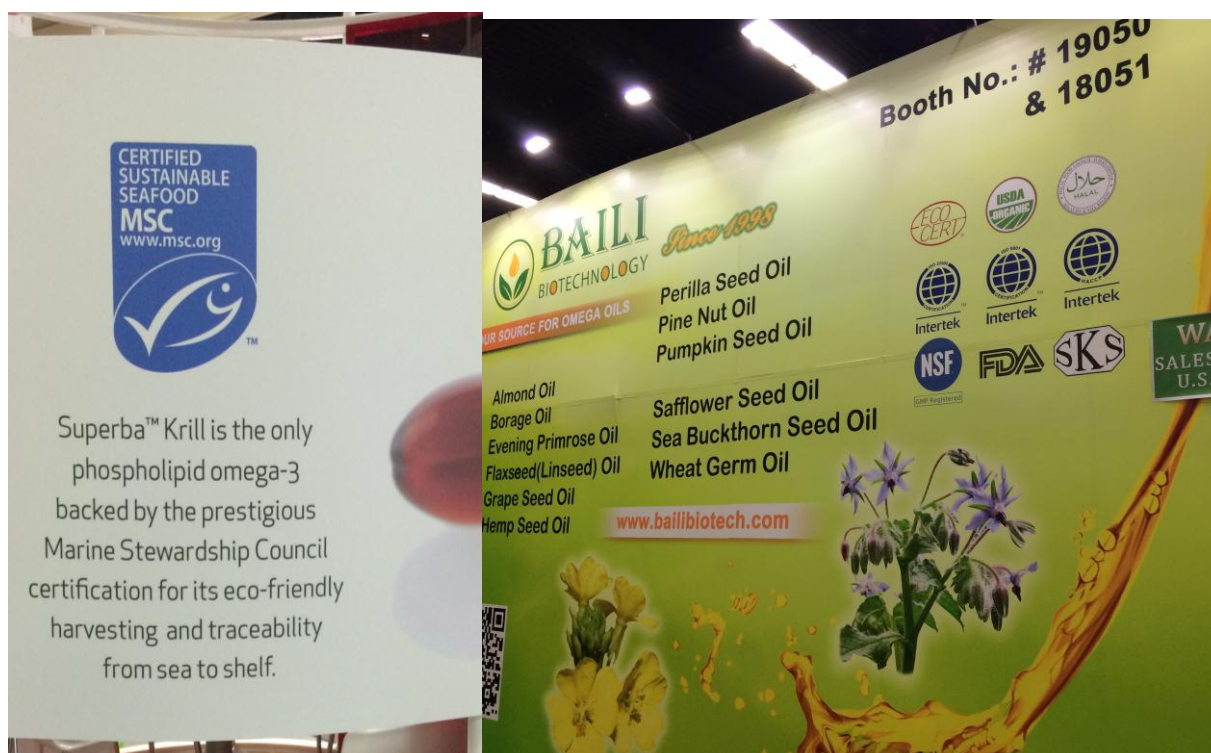 CERTIFIED
SUSTAINABLE
SEAFOOD
MSC
www.msc.org
TM
Superba™ Krill is the only
phospholipid omega-3
backed by the prestigious
Marine Stewardship Council
certification for its eco-friendly
harvesting and traceability
from sea to shelf.
Booth No.: # 19050
& 18051
BAILI
BIOTECHNOLOGY
Since 1998
OUR SOURCE FOR OMEGA OILS
Almond Oil
Borage Oil
Evening Primrose Oil
Flaxseed(Linseed) Oil
Grape Seed Oil
Hemp Seed Oil
Perilla Seed Oil
Pine Nut Oil
Pumpkin Seed Oil
Safflower Seed Oil
Sea Buckthorn Seed Oil
Wheat Germ Oil
www.bailibiotech.com
ECO
CERT
USDA
ORGANIC
حلال
HALAL
Intertek
Intertek
HACCP
Intertek
NSF
GMP Registered
FDA
SKS
WA
SALES
U.S.